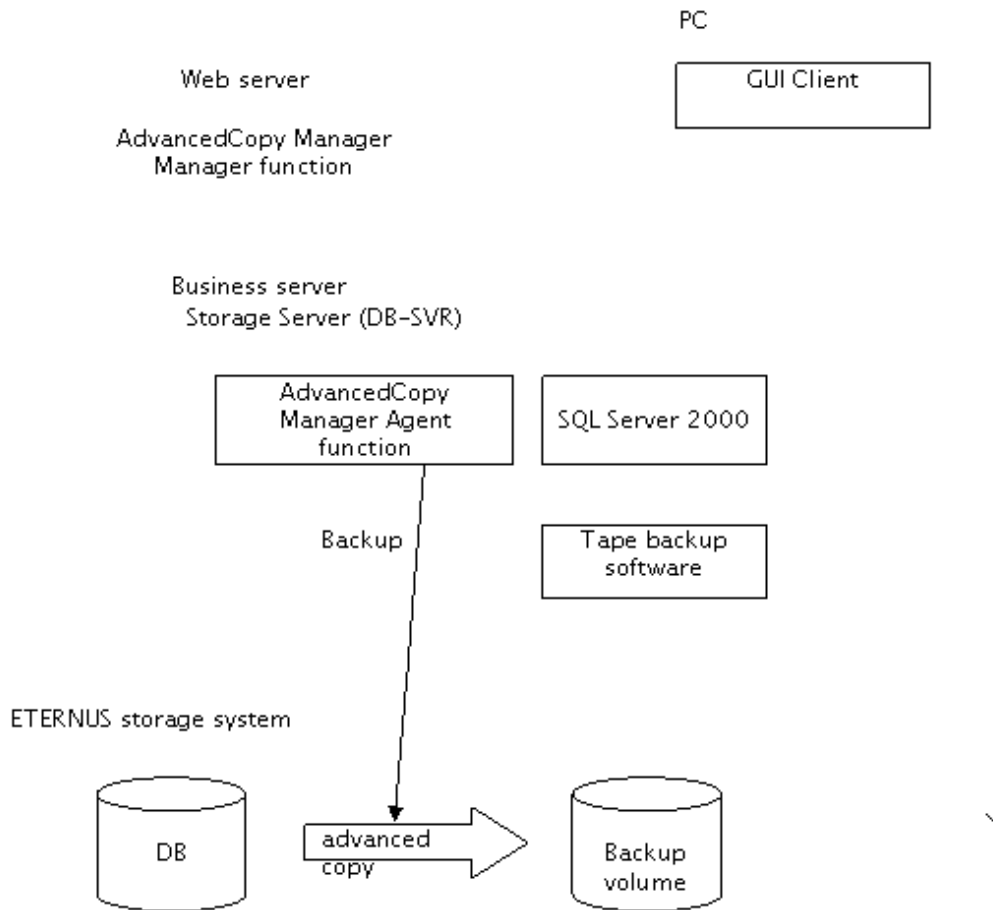 PC
Web server
GUI Client
AdvancedCopy Manager
Manager function
Business server
Storage Server (DB-SVR)
AdvancedCopy
Manager Agent
function
SQL Server 2000
Backup
Tape backup
software
ETERNUS storage system
DB
advanced
copy
Backup
volume